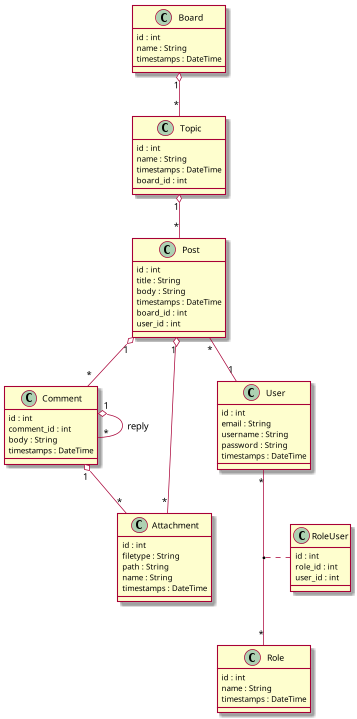 C Board
id : int
name : String
timestamps : DateTime
1
*
C Topic
id : int
name : String
timestamps : DateTime
board_id : int
1
*
C Post
id : int
title : String
body : String
timestamps : DateTime
board_id : int
user_id : int
1
1
*
*
1
C Comment
id : int
comment_id : int
body : String
timestamps : DateTime
1
*
reply
1
*
*
C User
id : int
email : String
username : String
password : String
timestamps : DateTime
*
C Attachment
id : int
filetype : String
path : String
name : String
timestamps : DateTime
C RoleUser
id : int
role_id : int
user_id : int
*
C Role
id : int
name : String
timestamps : DateTime